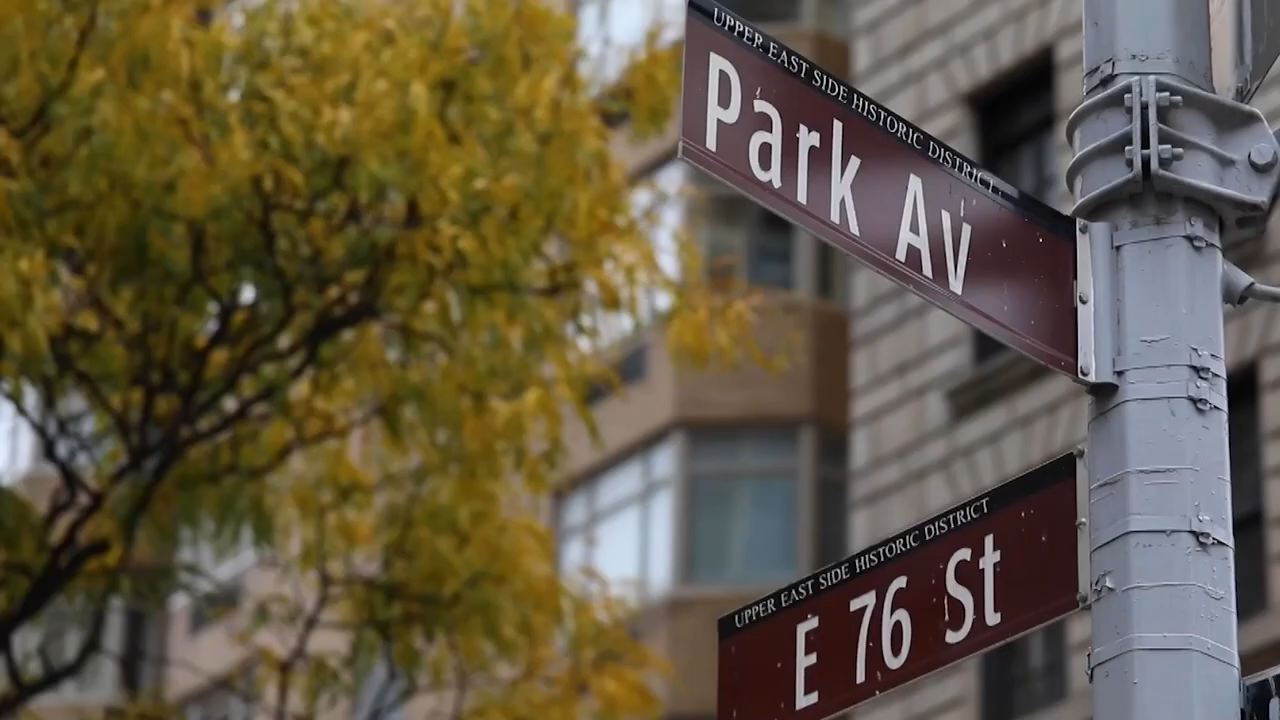 UPPER EAST SIDE HISTORIC DISTRICT
Park Av
UPPER EAST SIDE HISTORIC DISTRICT
E 76 St